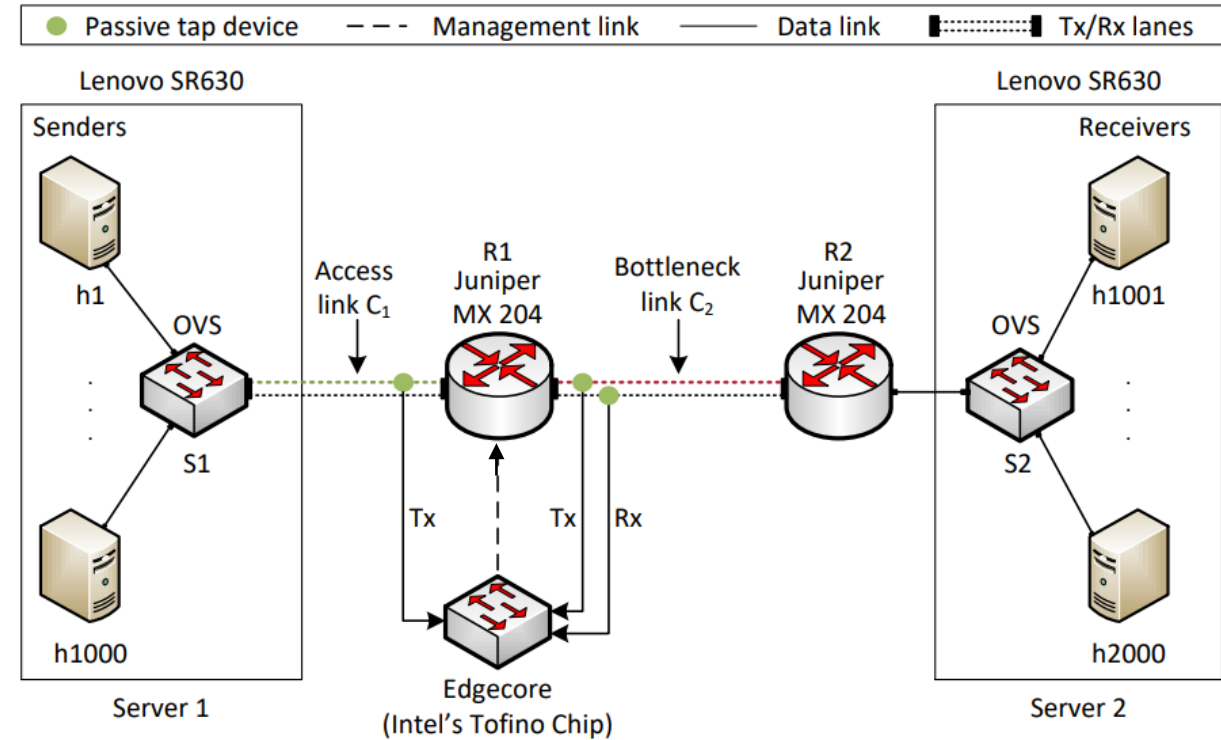 Passive tap device
Management link
Data link
Tx/Rx lanes
Lenovo SR630
Lenovo SR630
Senders
Receivers
h1
h1001
Access
link C₁
R1
Juniper
MX 204
Bottleneck
link C₂
R2
Juniper
MX 204
OVS
OVS
S1
S2
Tx
Tx
Rx
h1000
h2000
Edgecore
(Intel's Tofino Chip)
Server 1
Server 2